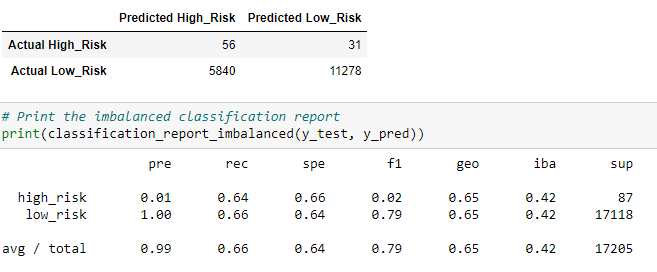 Predicted High_Risk Predicted Low_Risk
Actual High_Risk 56 31
Actual Low_Risk 5840 11278
# Print the imbalanced classification report
print(classification_report_imbalanced(y_test, y_pred))
pre rec spe f1 geo iba sup
high_risk 0.01 0.64 0.66 0.02 0.65 0.42 87
low_risk 1.00 0.66 0.64 0.79 0.65 0.42 17118
avg / total 0.99 0.66 0.64 0.79 0.65 0.42 17205